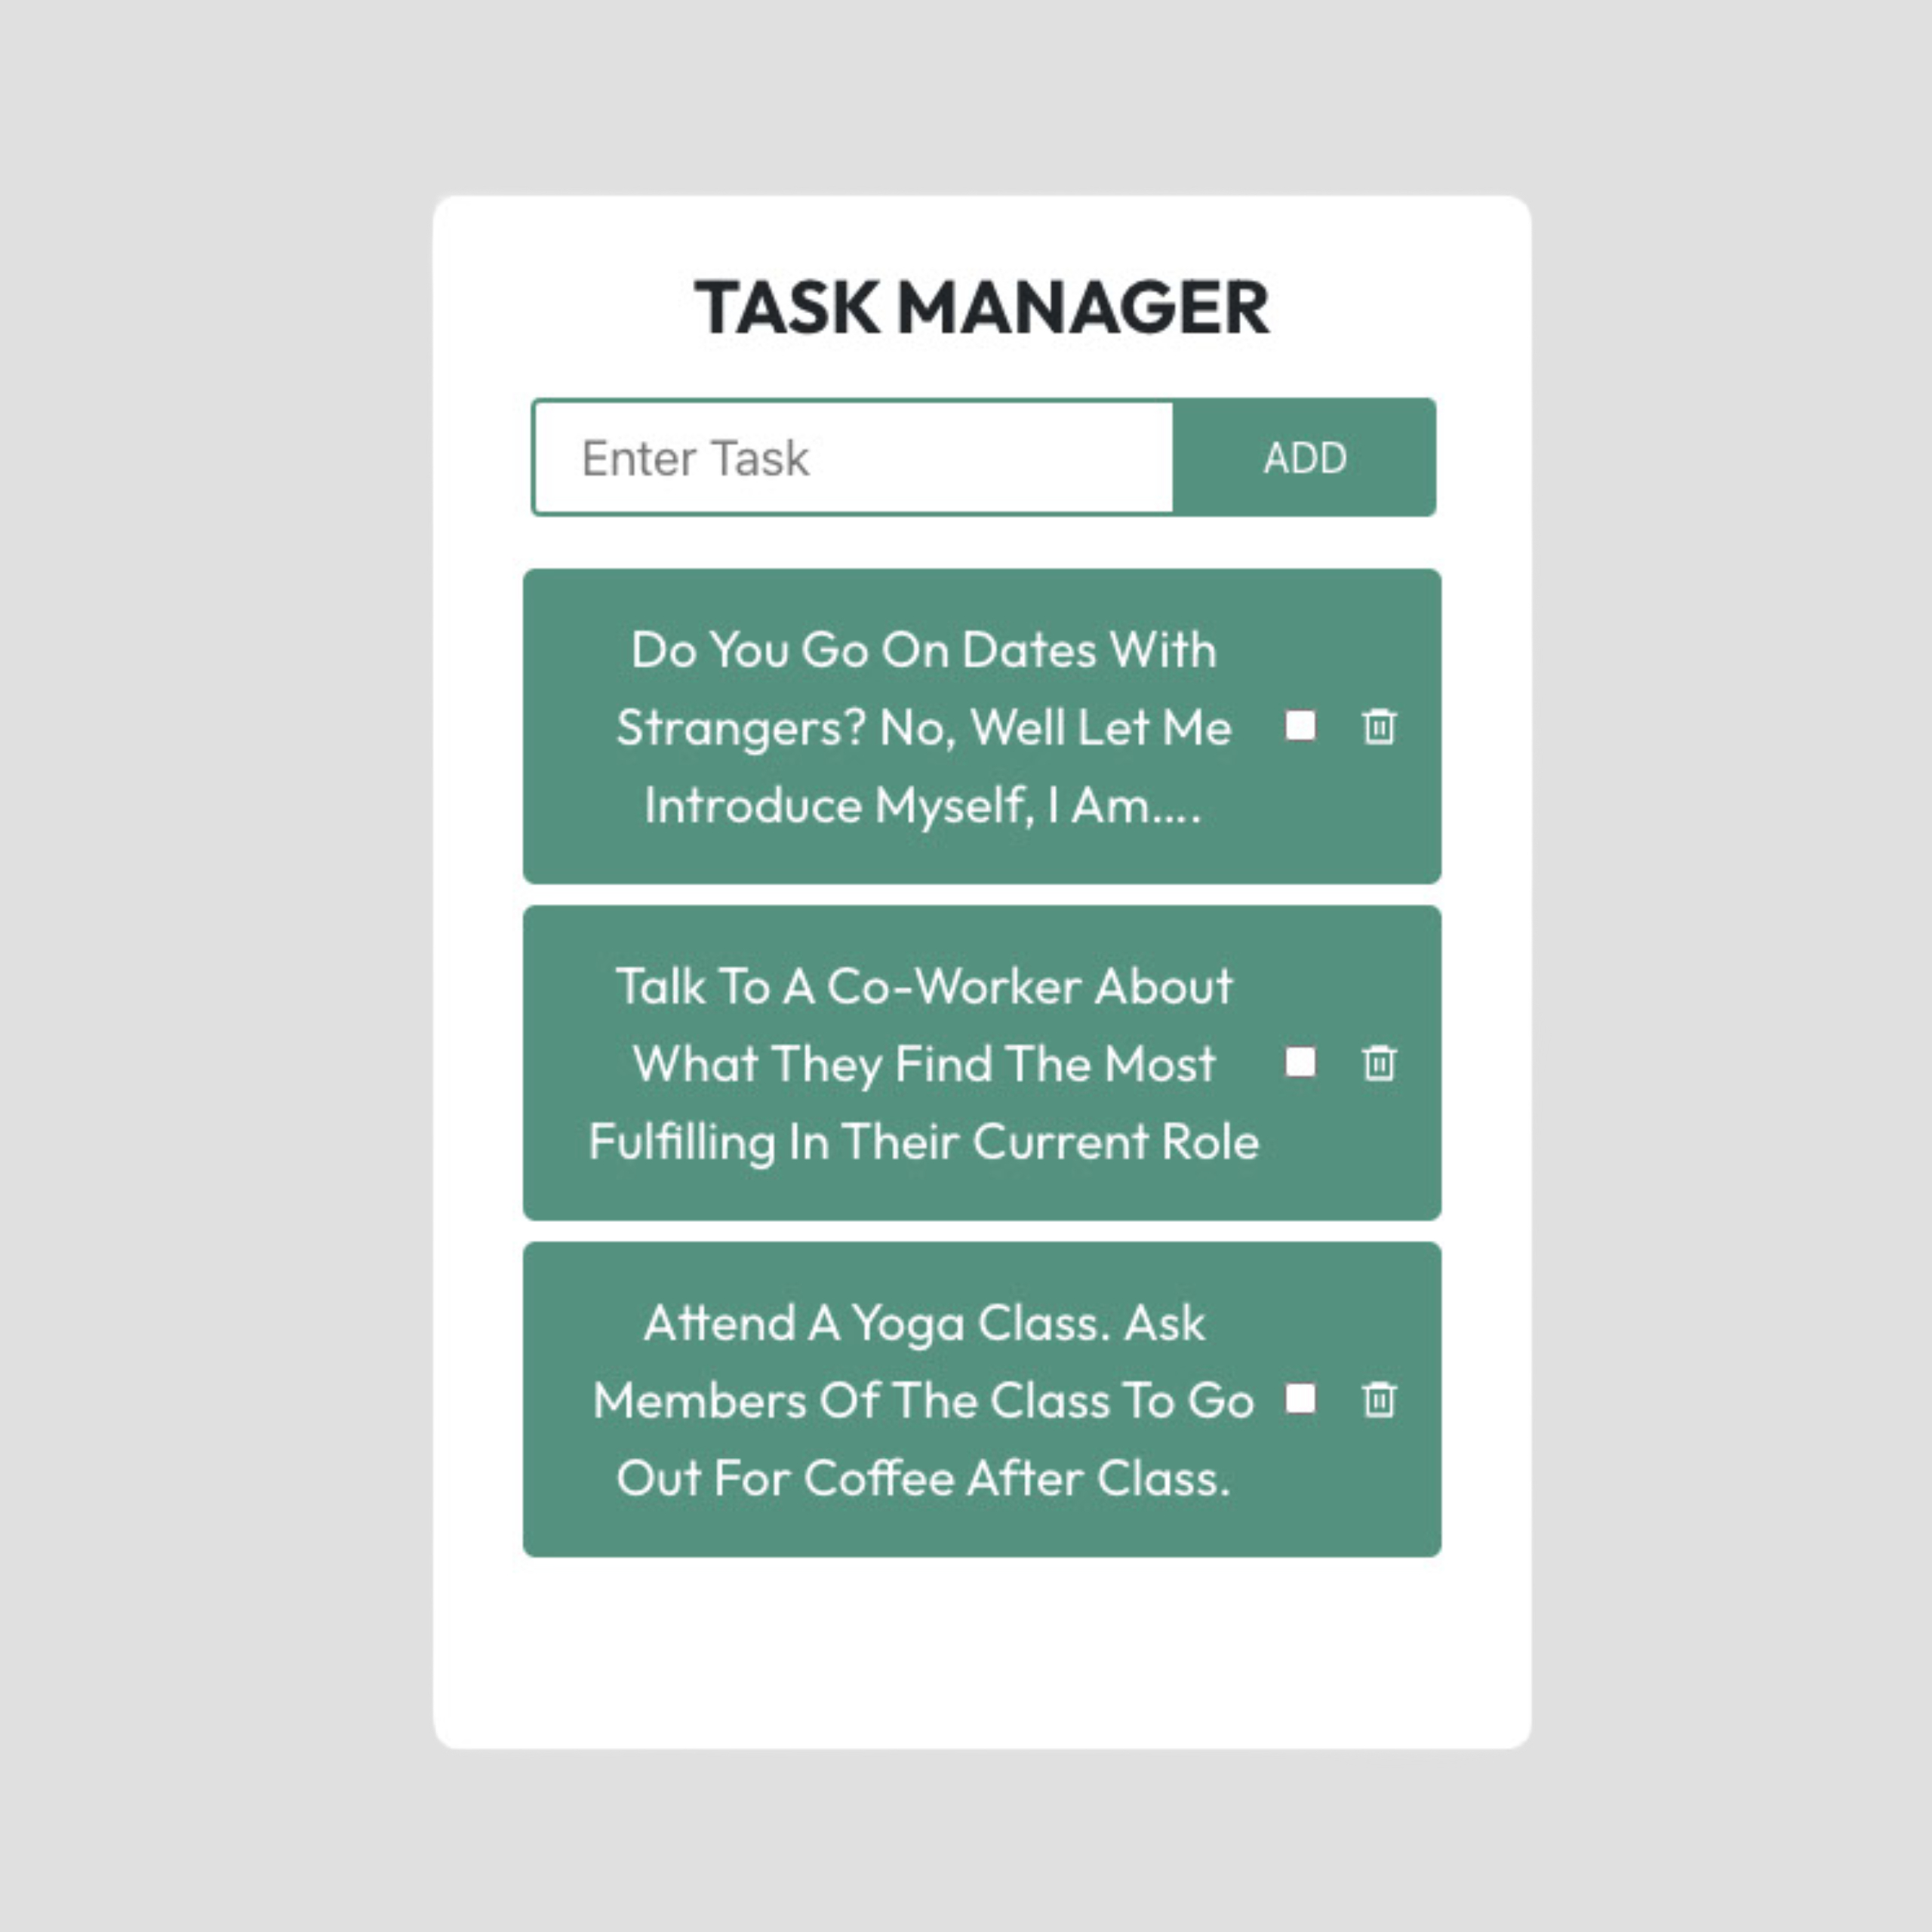 TASK MANAGER
Enter Task
ADD
Do You Go On Dates With
Strangers? No, Well Let Me
Introduce Myself, I Am....
Talk To A Co-Worker About
What They Find The Most
Fulfilling In Their Current Role
Attend A Yoga Class. Ask
Members Of The Class To Go
Out For Coffee After Class.